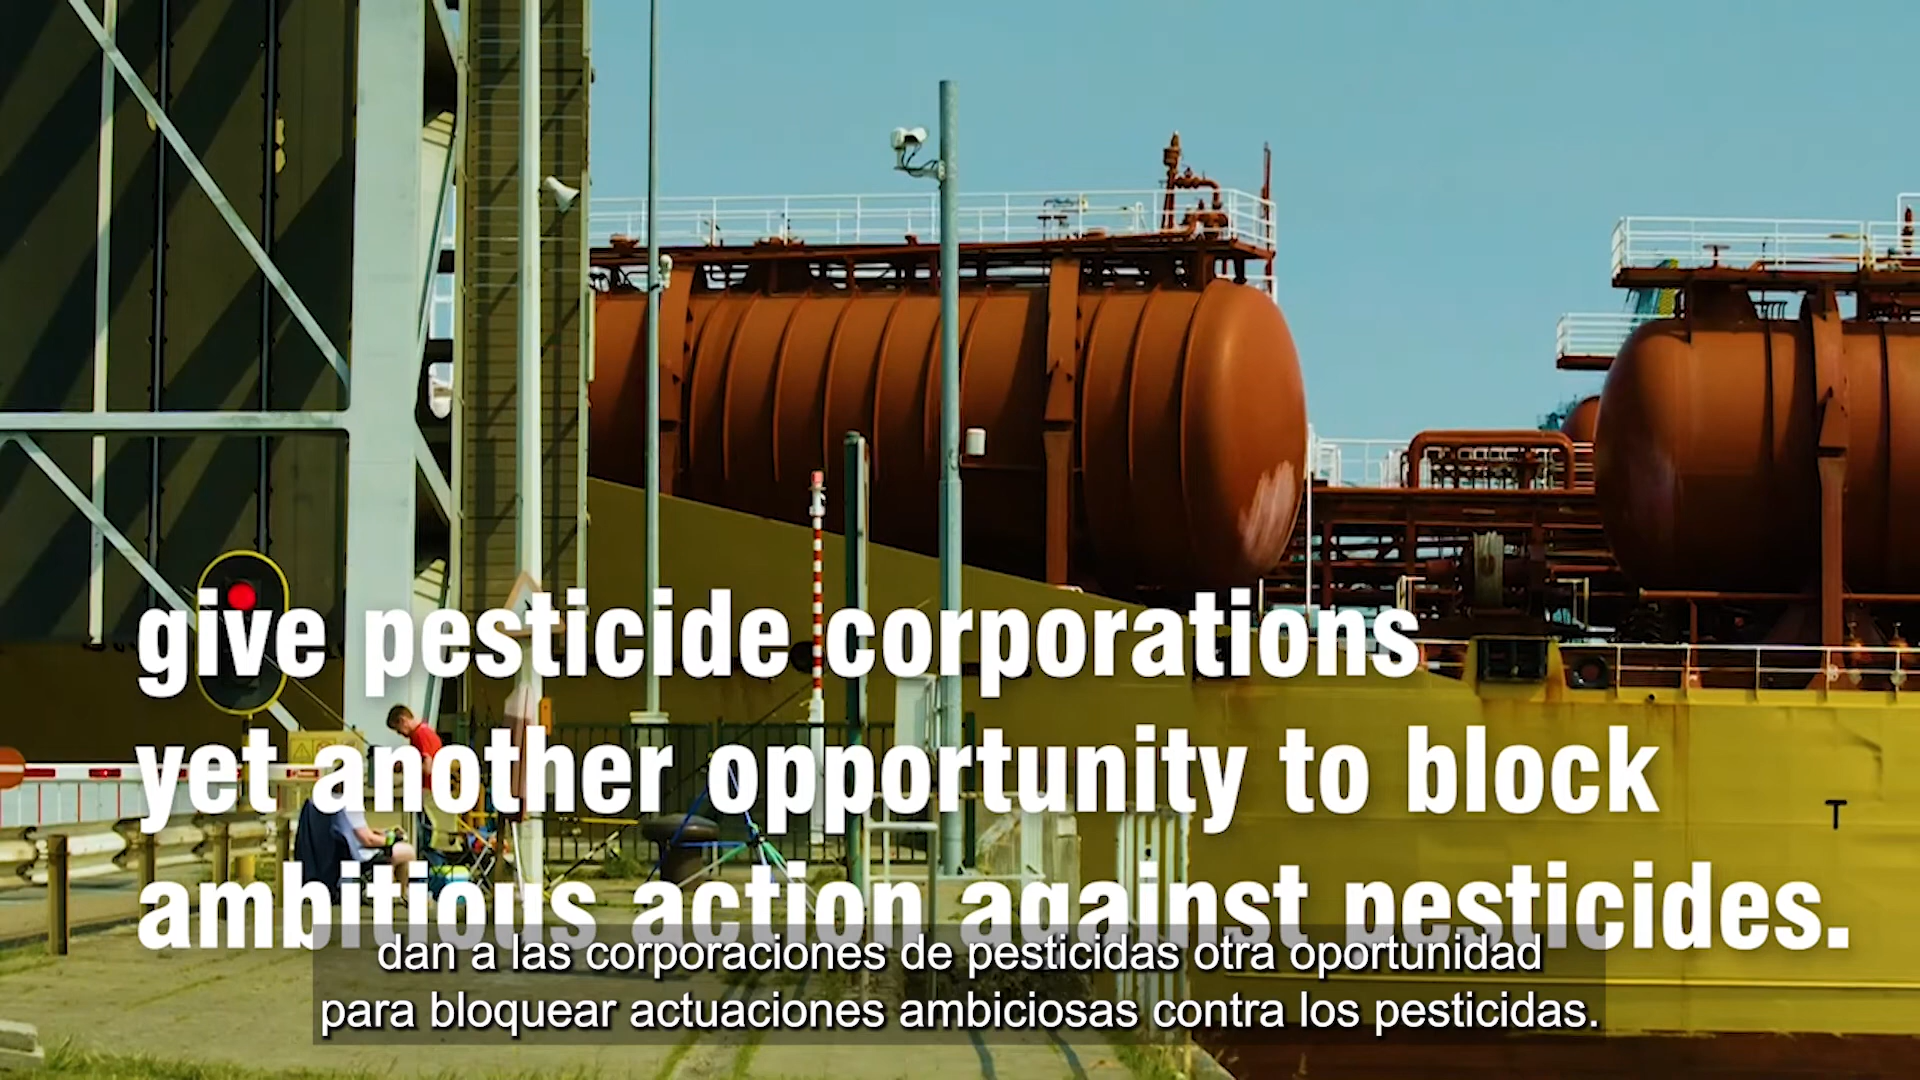 give pesticide corporations
yet another opportunity to block
ambitious action against pesticides.
dan a las corporaciones de pesticidas otra oportunidad
para bloquear actuaciones ambiciosas contra los pesticidas.
T